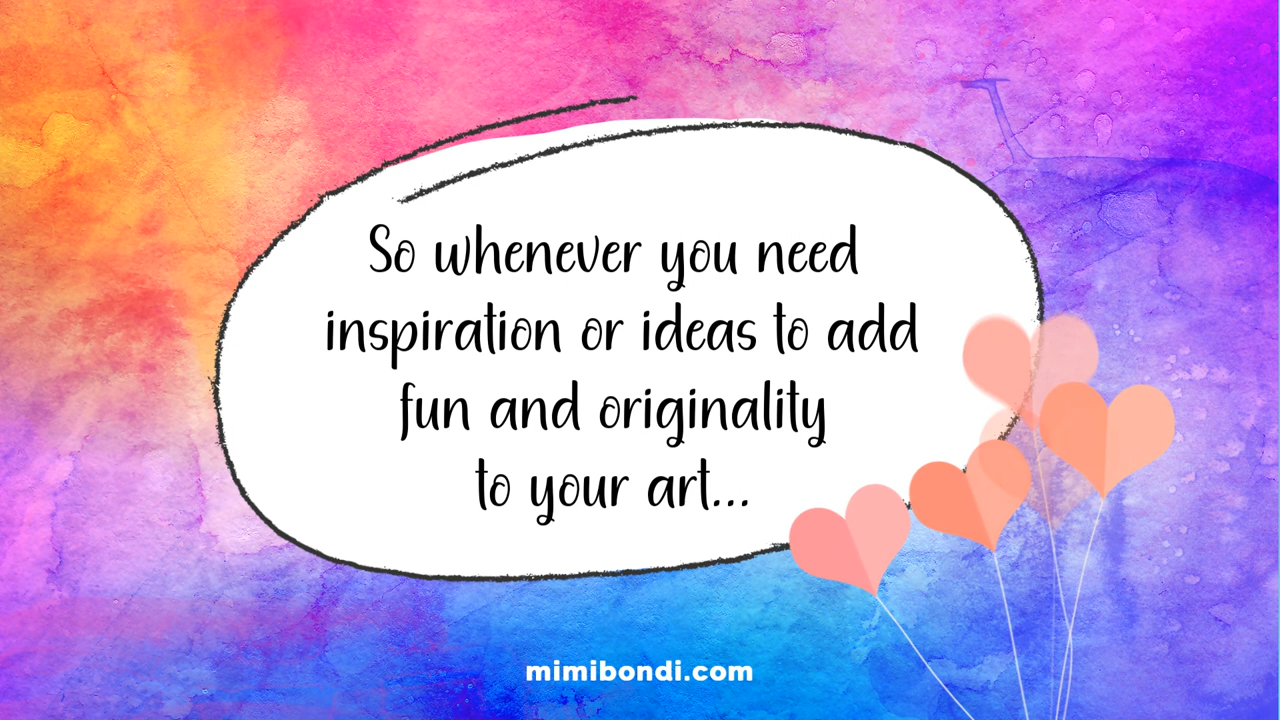 So whenever you need
inspiration or ideas to add
fun and originality
to your art...
mimibondi.com